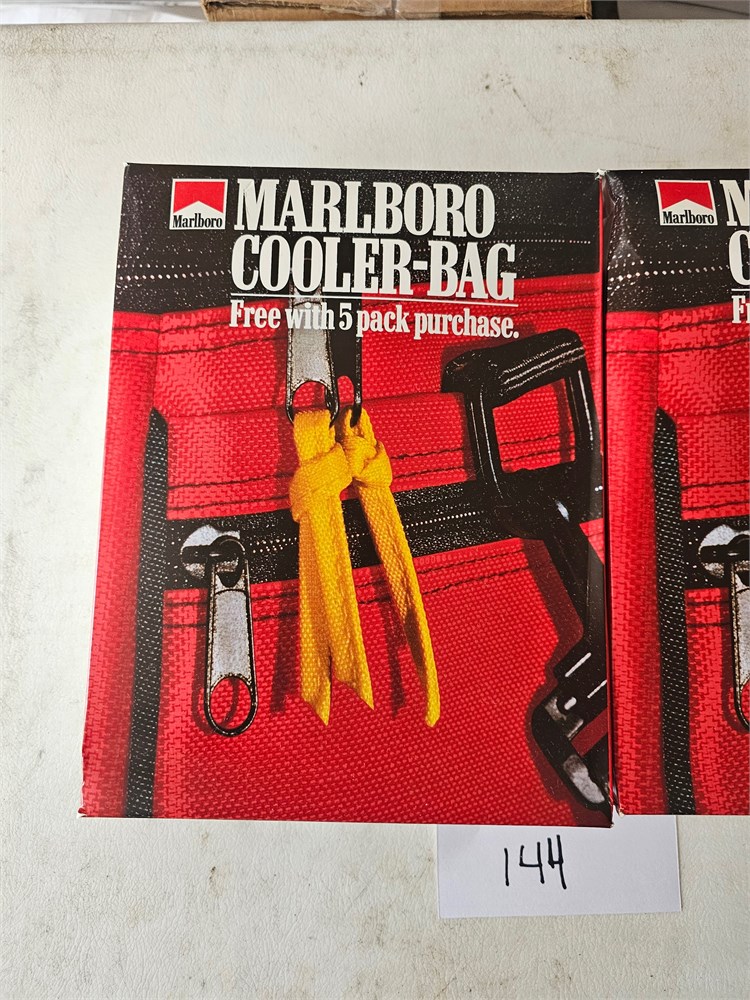 Marlboro
MARLBORO
COOLER-BAG
Free with 5 pack purchase.
Marlboro
144